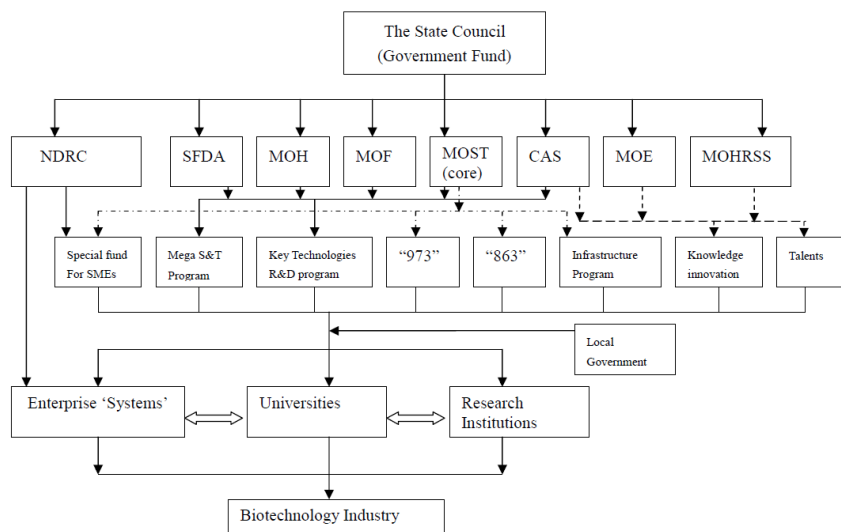 The State Council
(Government Fund)
NDRC
SFDA
MOH
MOF
MOST
(core)
CAS
MOE
MOHRSS
Special fund
For SMEs
Mega S&T
Program
Key Technologies
R&D program
“973”
“863”
Infrastructure
Program
Knowledge
innovation
Talents
Local
Government
Enterprise ‘Systems’
Universities
Research
Institutions
Biotechnology Industry